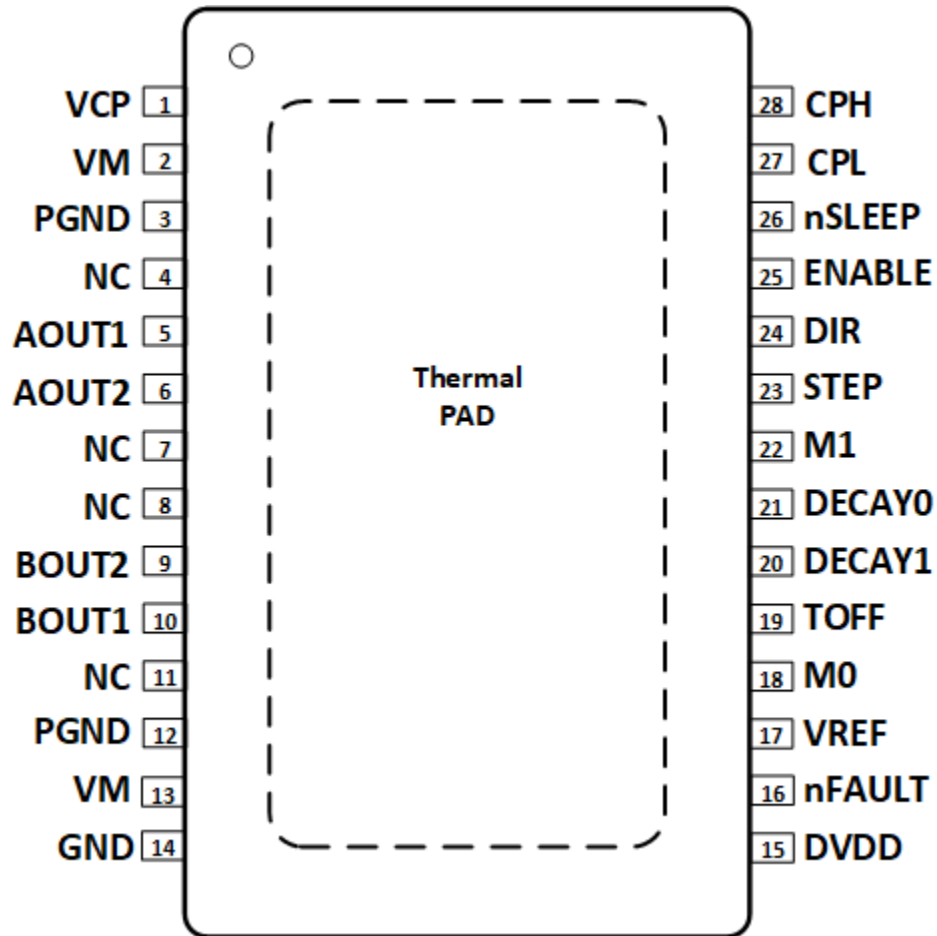 VCP 1
VM 2
PGND 3
NC 4
AOUT1 5
AOUT2 6
NC 7
NC 8
BOUT2 9
BOUT1 10
NC 11
PGND 12
VM 13
GND 14
Thermal
PAD
28 CPH
27 CPL
26 nSLEEP
25 ENABLE
24 DIR
23 STEP
22 M1
21 DECAY0
20 DECAY1
19 TOFF
18 M0
17 VREF
16 nFAULT
15 DVDD